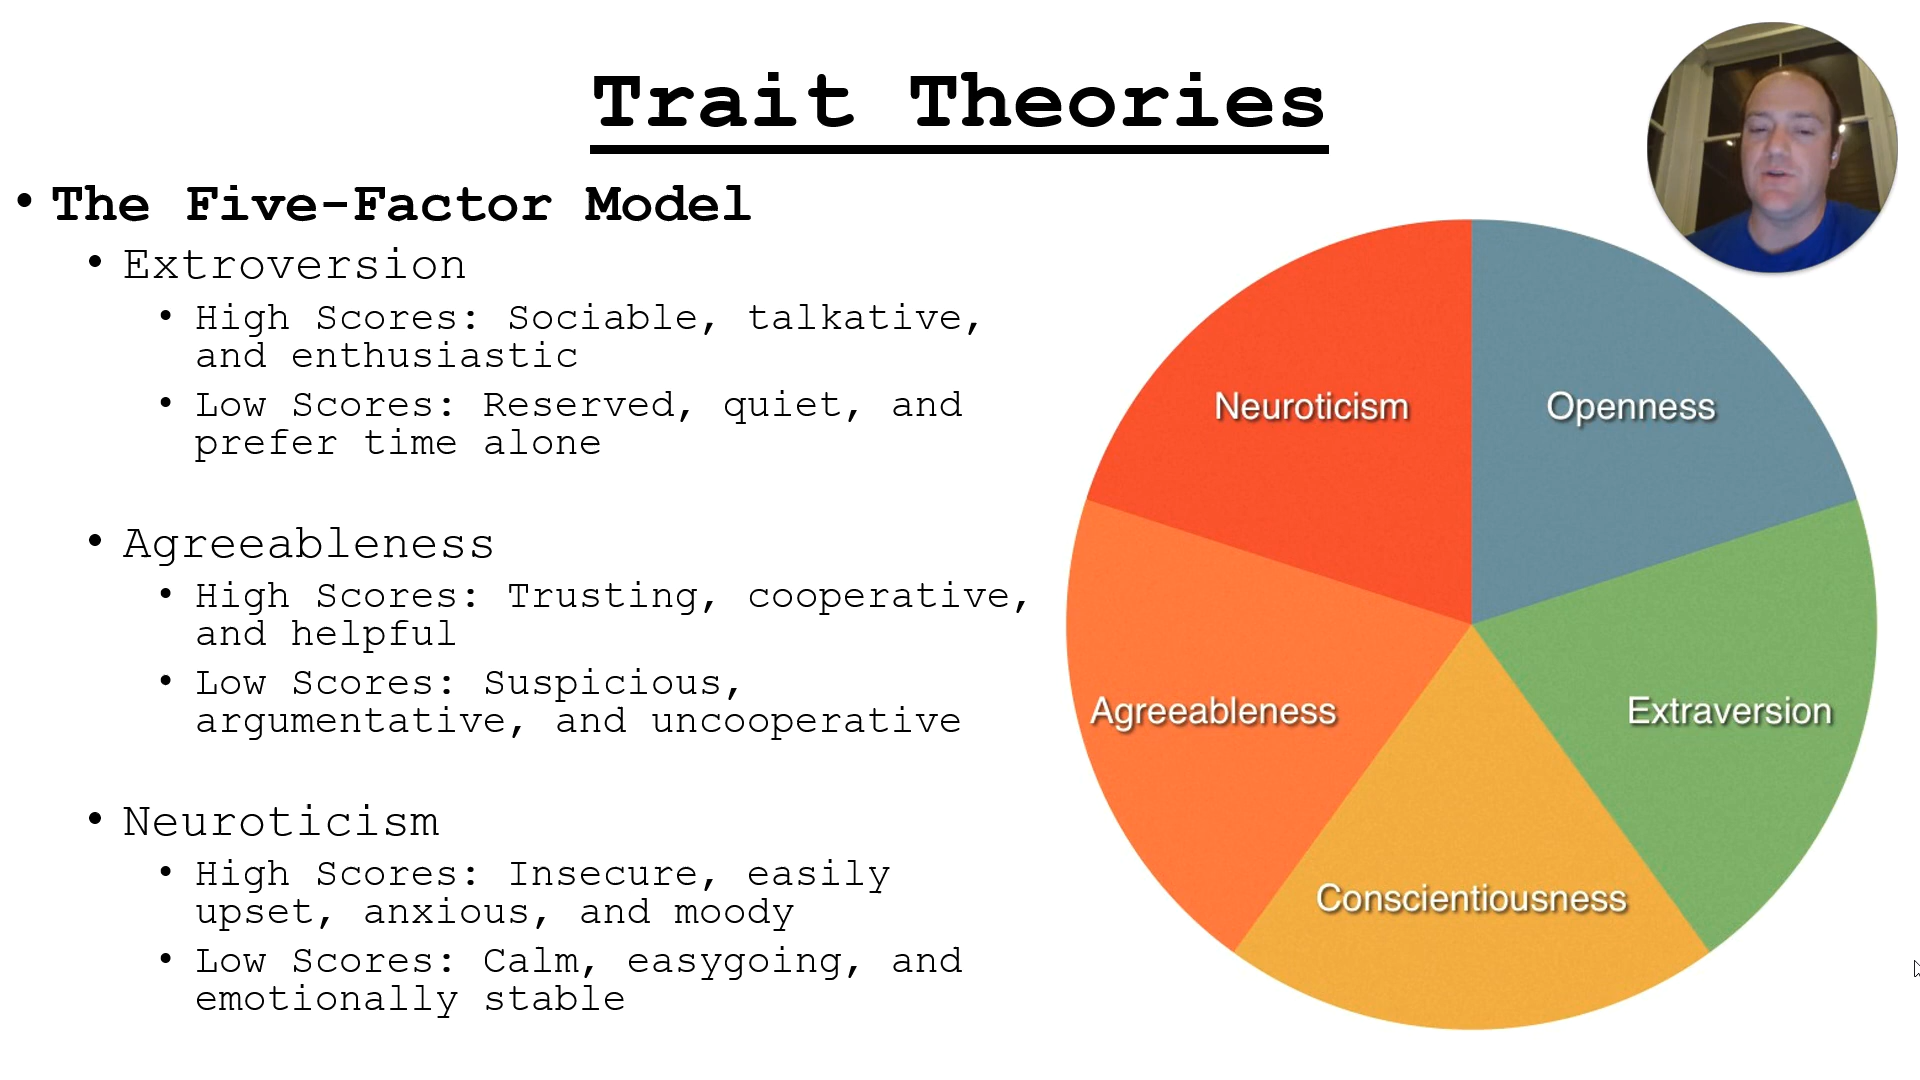 Trait Theories
• The Five-Factor Model
• Extroversion
• High Scores: Sociable, talkative,
and enthusiastic
• Low Scores: Reserved, quiet, and
prefer time alone
• Agreeableness
• High Scores: Trusting, cooperative,
and helpful
• Low Scores: Suspicious,
argumentative, and uncooperative
• Neuroticism
• High Scores: Insecure, easily
upset, anxious, and moody
• Low Scores: Calm, easygoing, and
emotionally stable
Neuroticism
Openness
Agreeableness
Extraversion
Conscientiousness